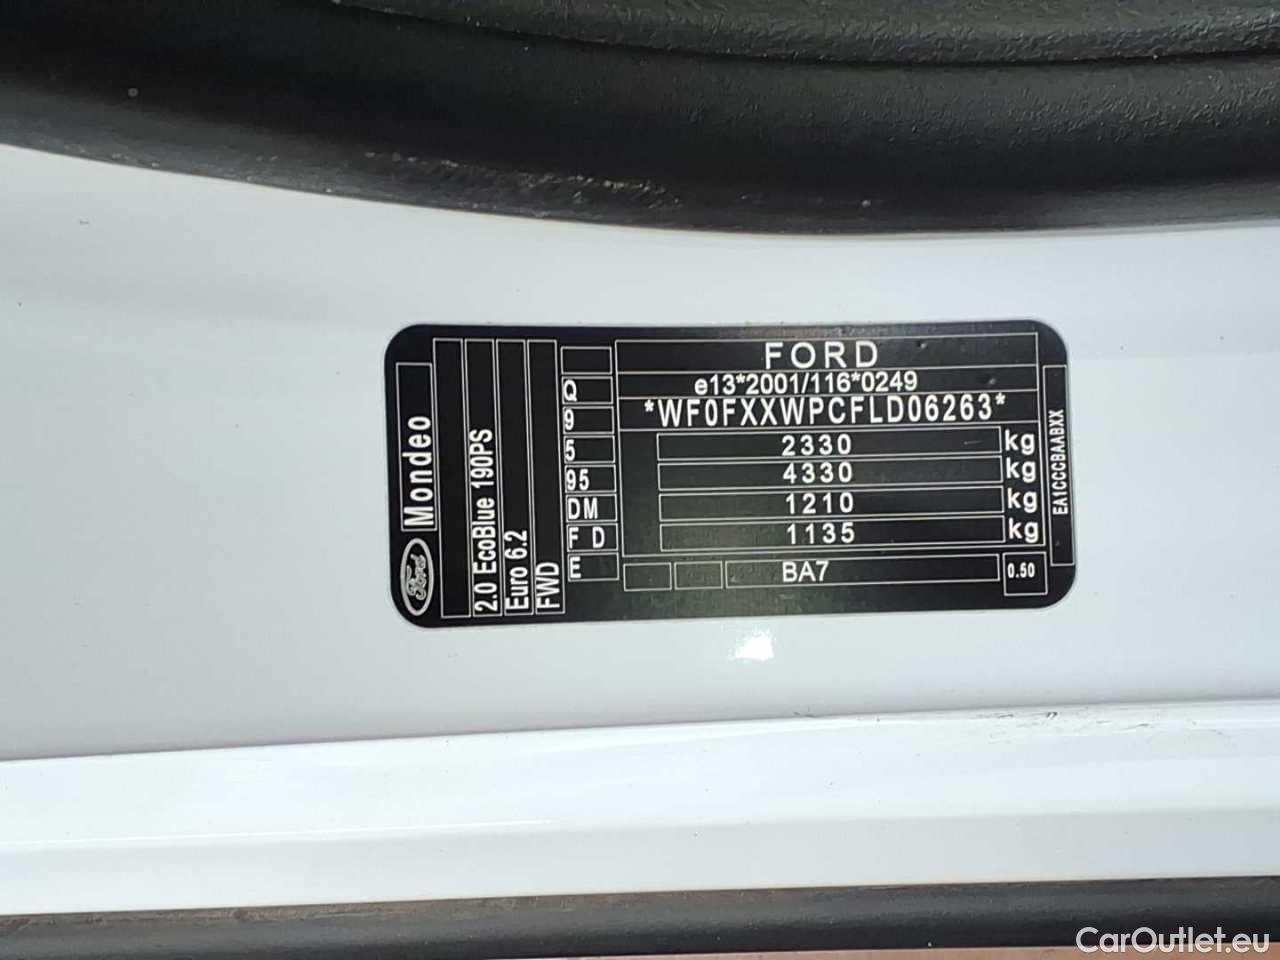 FORD
e13*2001/116*0249
*WF0FXXWPCFLD06263*
2330 kg
4330 kg
1210 kg
1135 kg
BA7 0.50
EA1CCCBAABXX
Q
9
5
95
DM
F D
E
Ford Mondeo
2.0 EcoBlue 190PS
Euro 6.2
FWD
CarOutlet.eu